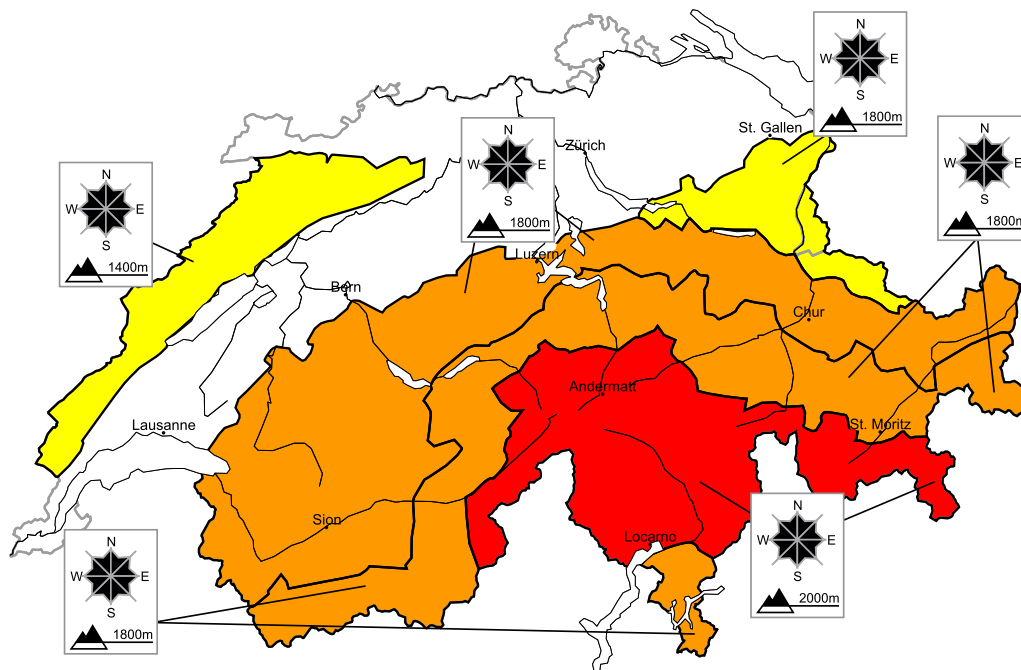 N
W E
S
1800m
St. Gallen
N
W E
S
1800m
Zürich
N
W E
S
1800m
N
W E
S
1400m
Luzern
Bern
Chur
Andermatt
Lausanne
St. Moritz
Sion
Locarno
N
W E
S
2000m
N
W E
S
1800m